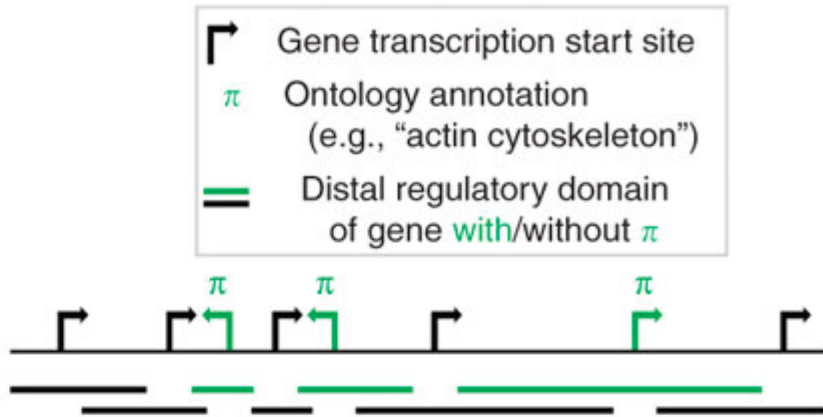 Gene transcription start site
π Ontology annotation
(e.g., “actin cytoskeleton”)
Distal regulatory domain
of gene with/without π
π π π